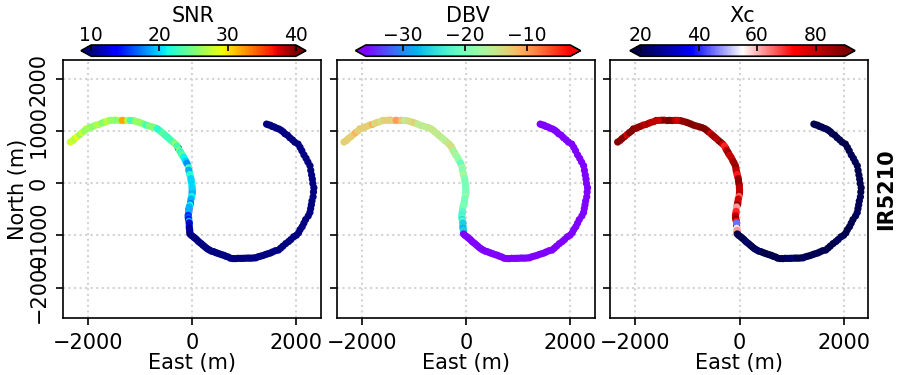 SNR DBV Xc
10 20 30 40 −30 −20 −10 20 40 60 80
North (m)
2000
1000
0
−1000
−2000
IR5210
−2000 0 2000 −2000 0 2000 −2000 0 2000
East (m) East (m) East (m)